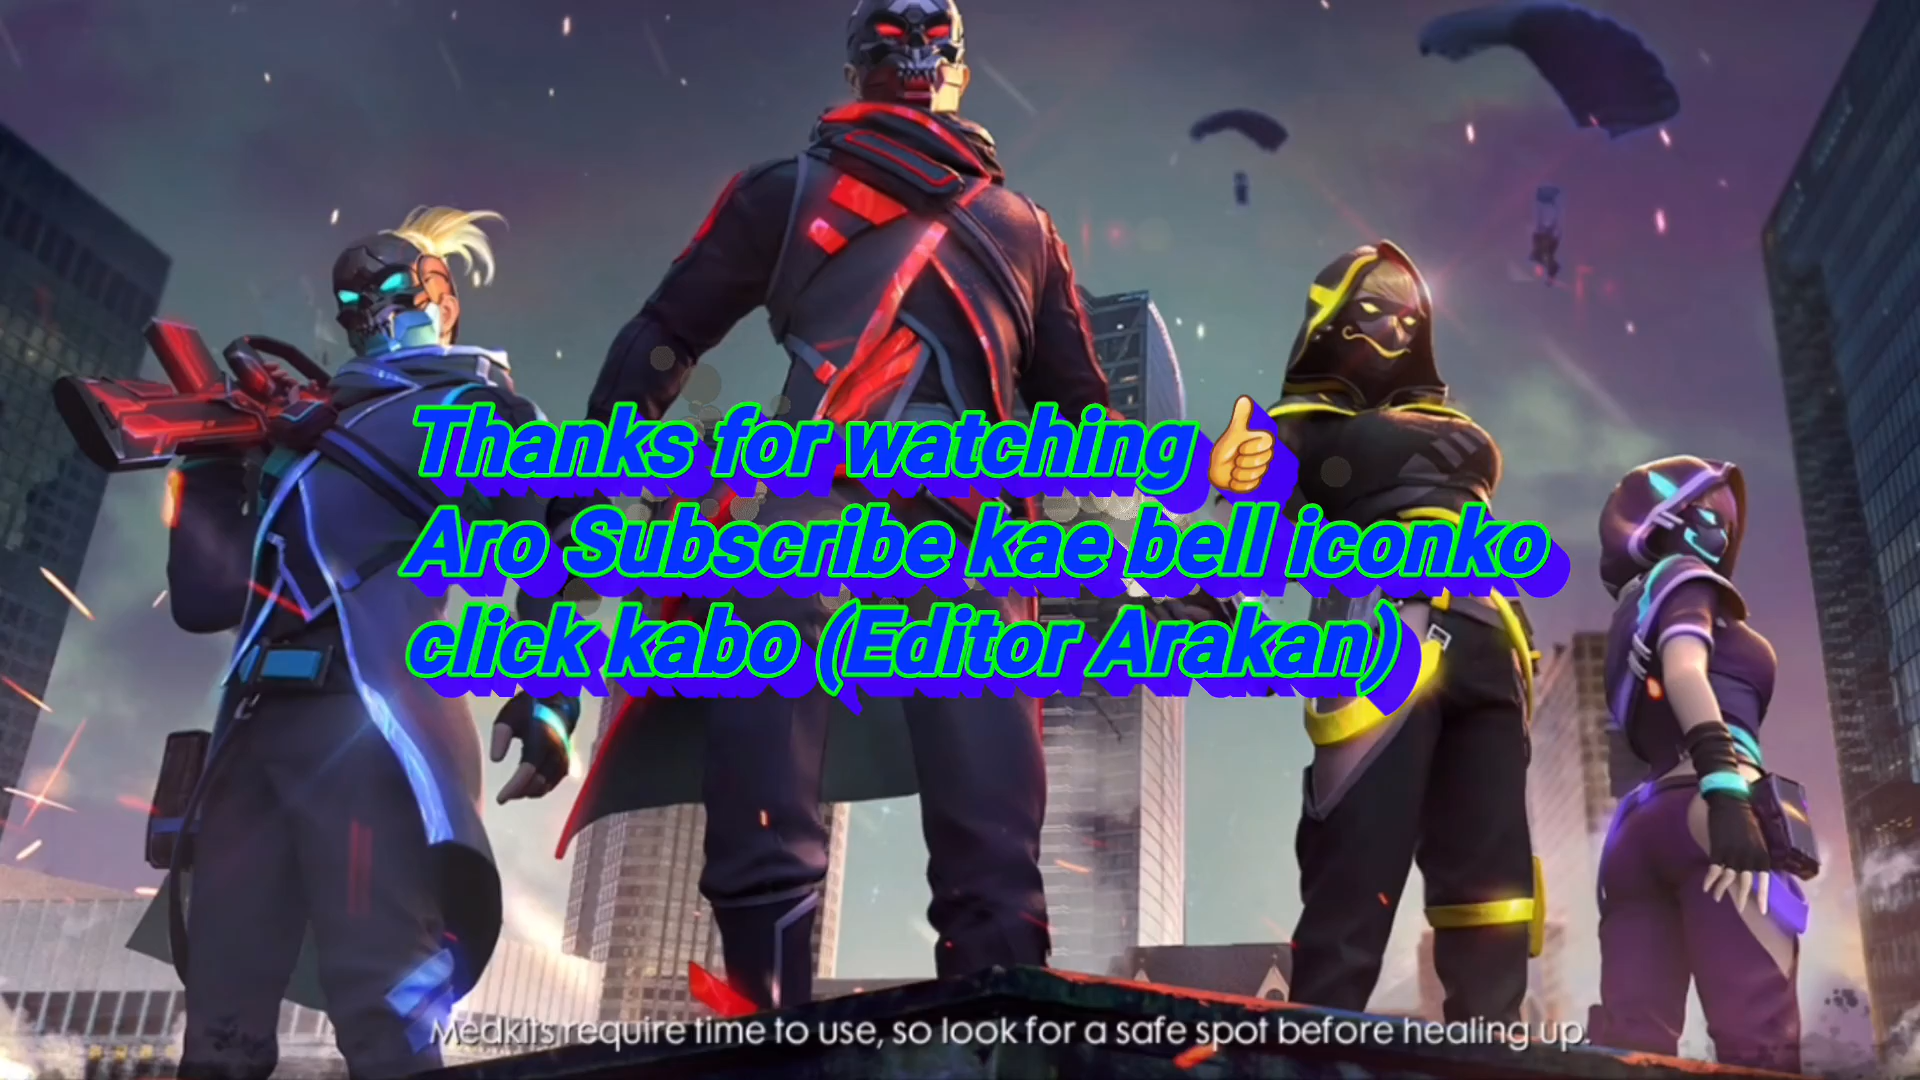 Thanks for watching👍
Aro Subscribe kae bell iconko
click kabo (Editor Arakan)
Medkits require time to use, so look for a safe spot before healing up.